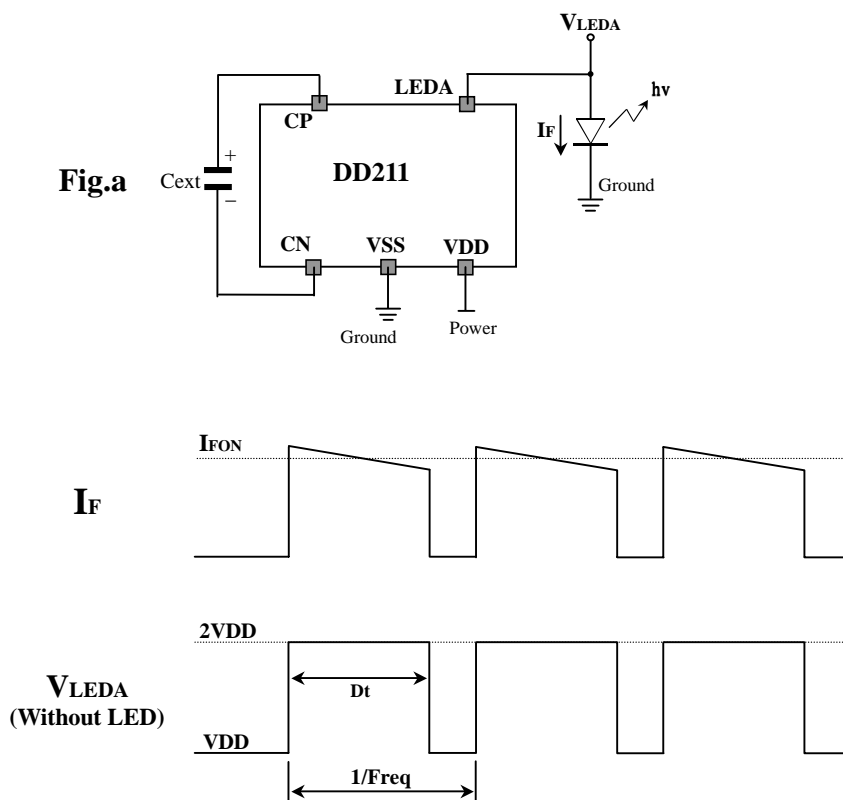 VLEDA
LEDA
hv
CP
IF
Fig.a
Cext
+
−
DD211
Ground
CN
VSS
VDD
Ground
Power
IFON
IF
2VDD
VLEDA
(Without LED)
Dt
VDD
1/Freq